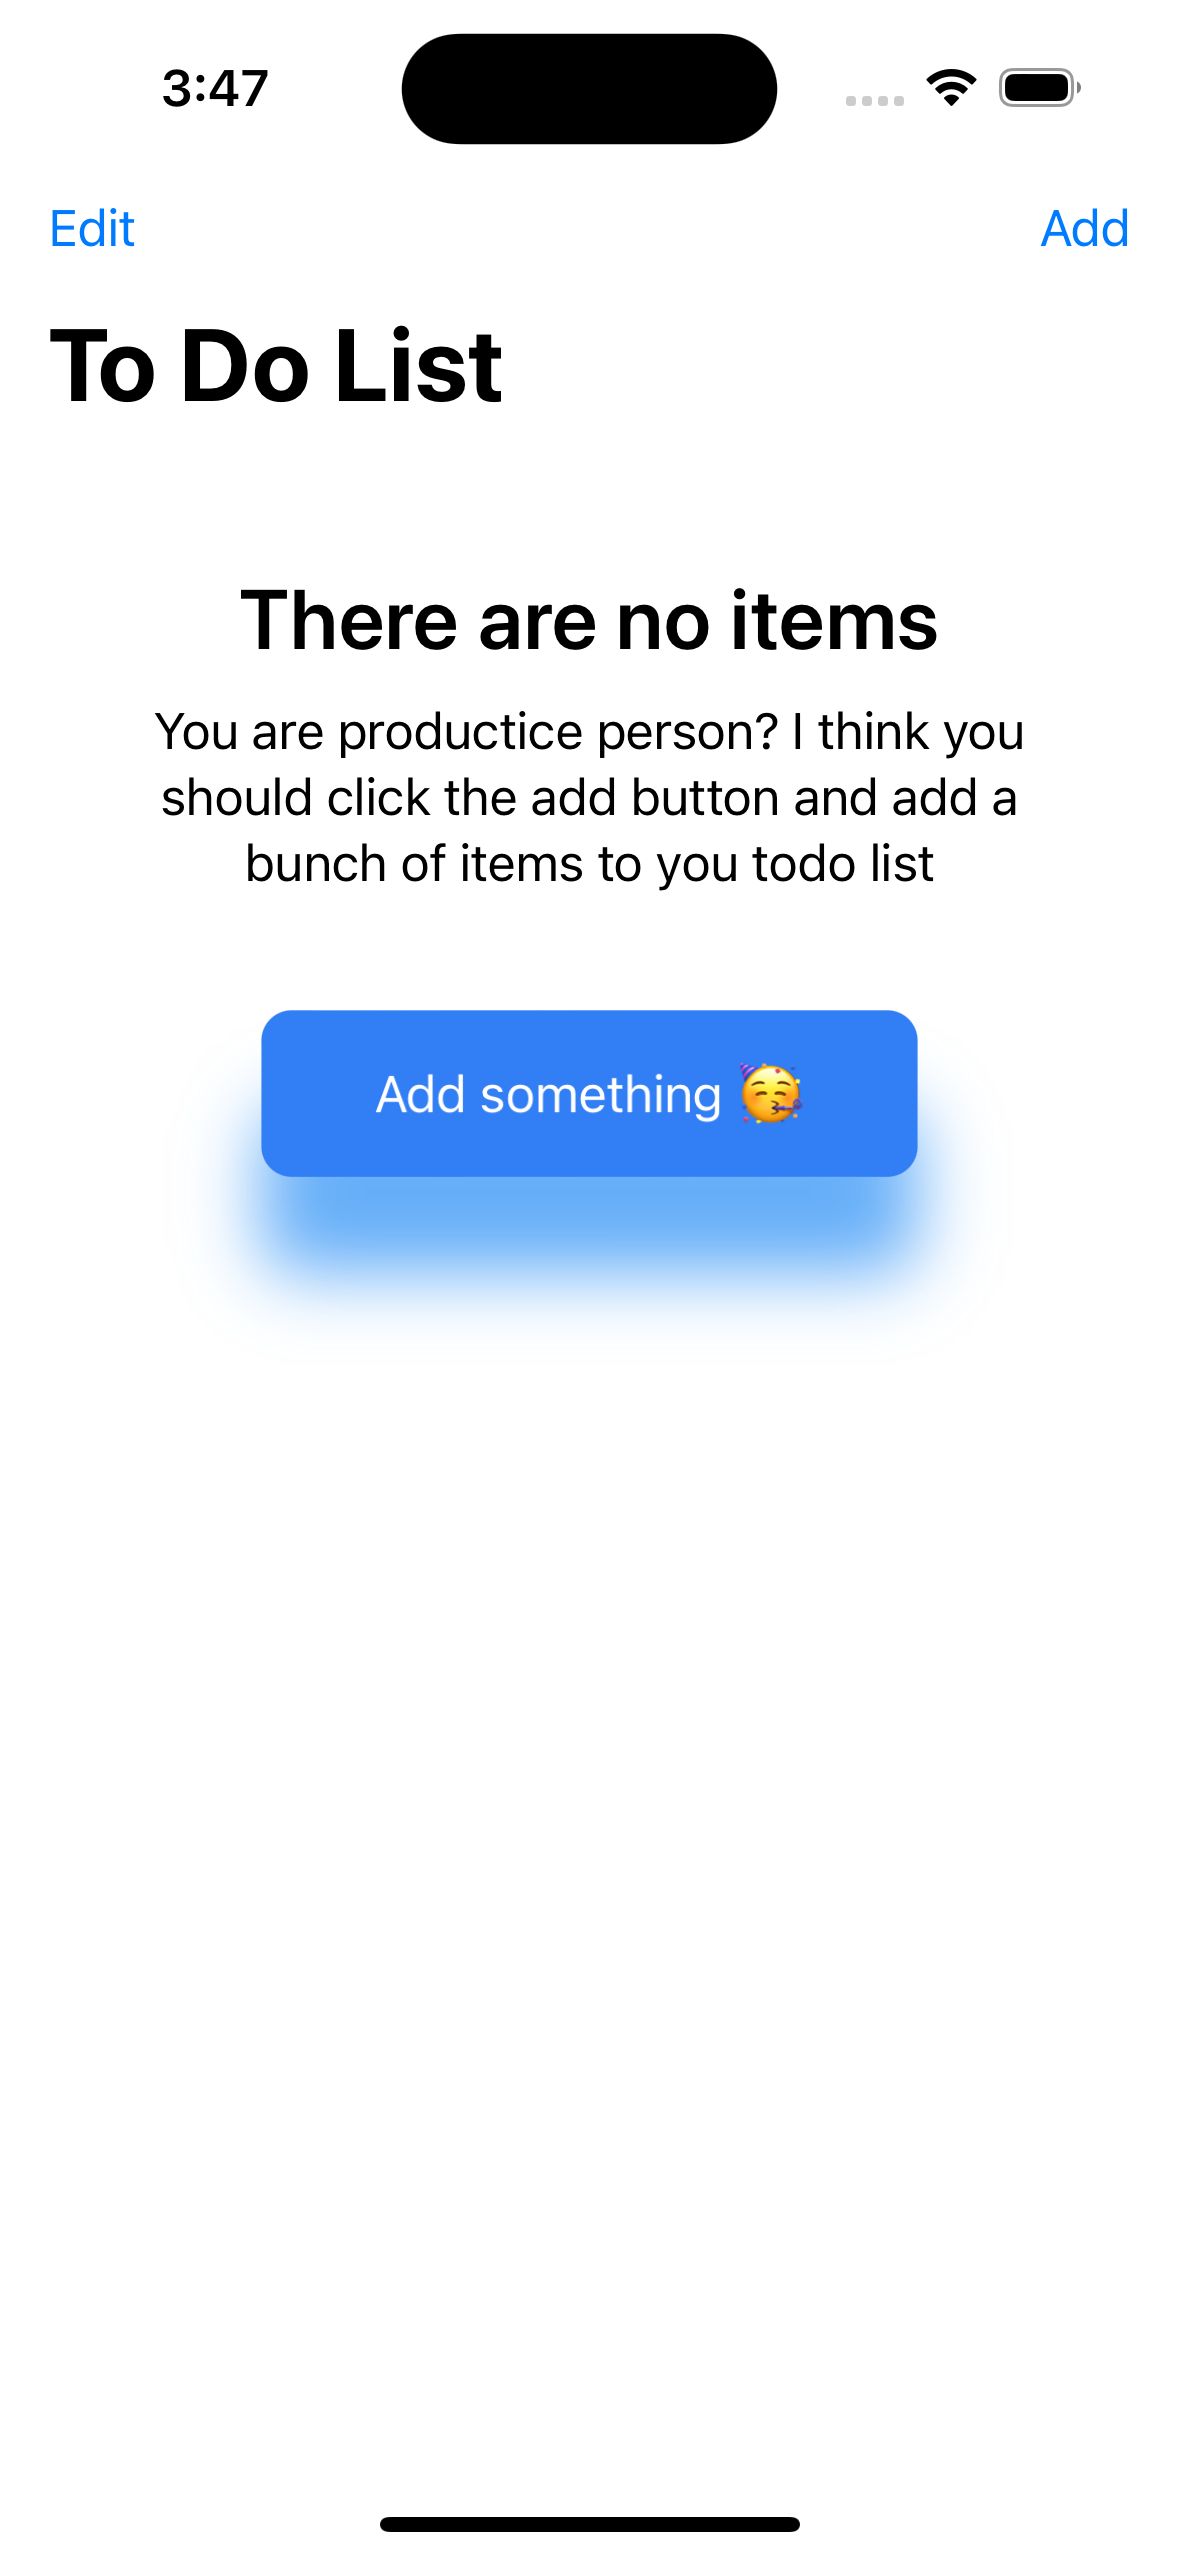 3:47
Edit
Add
To Do List
There are no items
You are productice person? I think you
should click the add button and add a
bunch of items to you todo list
Add something 🥳